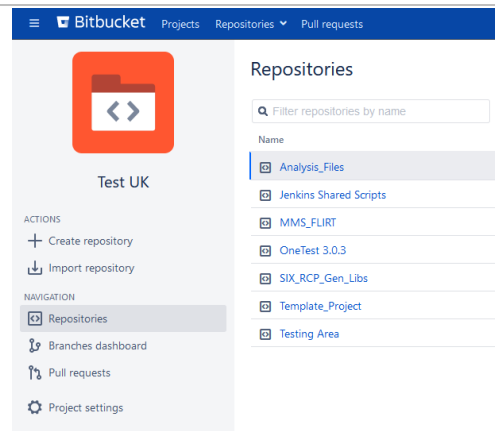 Bitbucket Projects Repositories Pull requests
Test UK
ACTIONS
Create repository
Import repository
NAVIGATION
Repositories
Branches dashboard
Pull requests
Project settings
Repositories
Filter repositories by name
Name
Analysis_Files
Jenkins Shared Scripts
MMS_FLIRT
OneTest 3.0.3
SIX_RCP_Gen_Libs
Template_Project
Testing Area